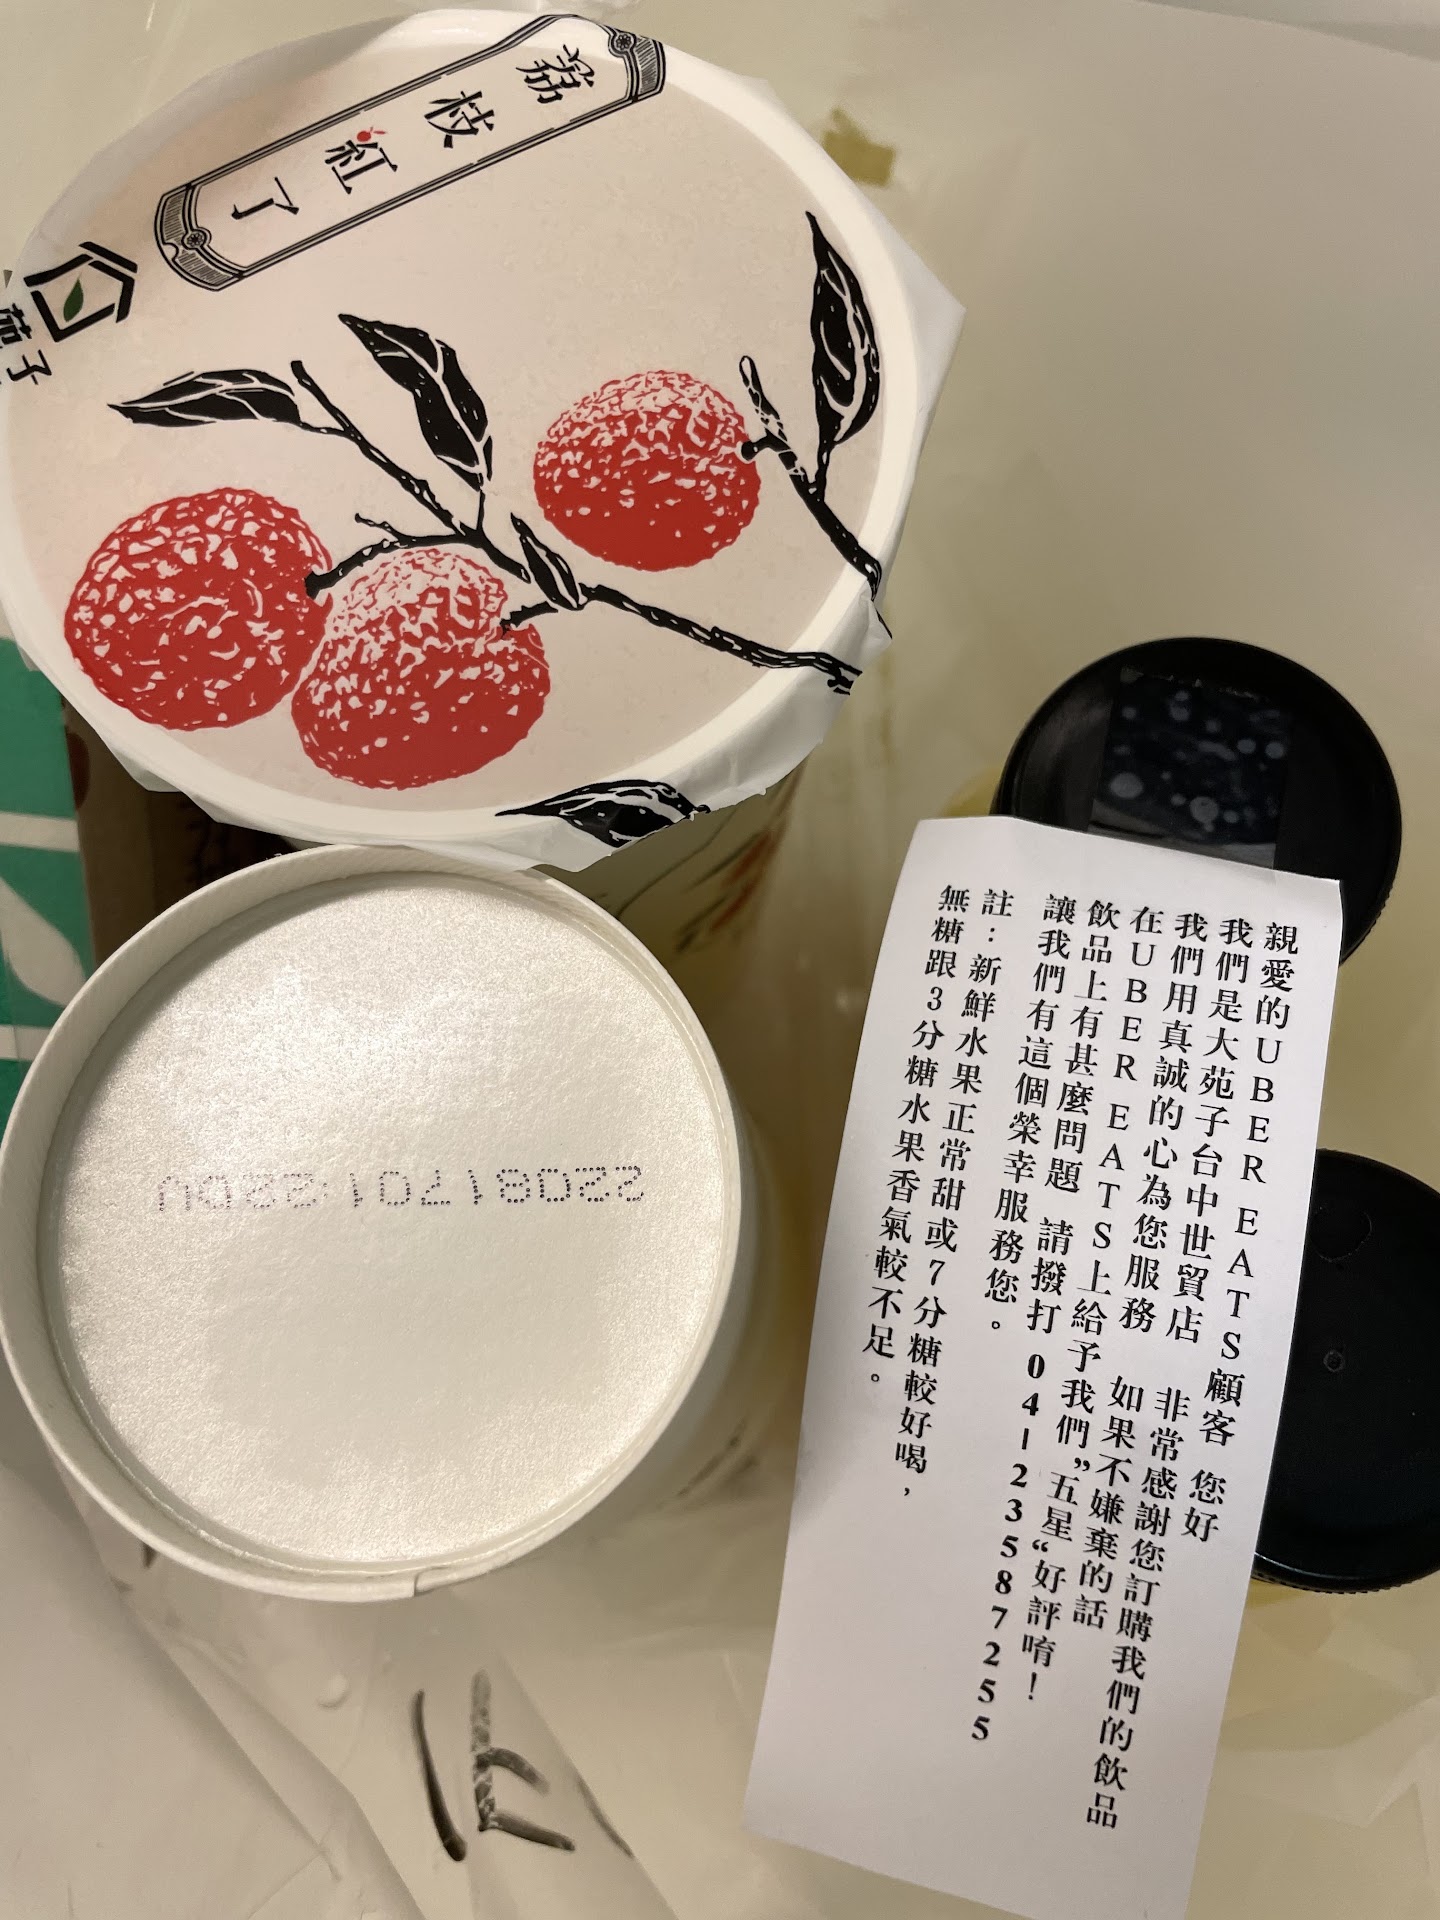 荔枝紅了
苑子
親愛的UBER EATS顧客 您好
我們是大苑子台中世貿店 非常感謝您訂購我們的飲品
我們用真誠的心為您服務 如果不嫌棄的話
在UBER EATS上給予我們”五星“好評唷！
飲品上有甚麼問題 請撥打 04-23587255
讓我們有這個榮幸服務您。
註：新鮮水果正常甜或7分糖較好喝，
無糖跟3分糖水果香氣較不足。